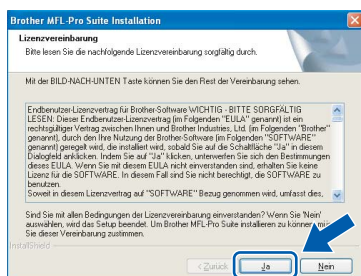 Brother MFL-Pro Suite Installation
Lizenzvereinbarung
Bitte lesen Sie die nachfolgende Lizenzvereinbarung sorgfältig durch.
Mit der BILD-NACH-UNTEN Taste können Sie den Rest der Vereinbarung sehen.
Endbenutzer-Lizenzvertrag für Brother-Software WICHTIG - BITTE SORGFÄLTIG
LESEN: Dieser Endbenutzer-Lizenzvertrag (im Folgenden "EULA" genannt) ist ein
rechtsgültiger Vertrag zwischen Ihnen und Brother Industries, Ltd. (im Folgenden "Brother"
genannt), durch den Ihre Nutzung der Brother-Software (im Folgenden "SOFTWARE"
genannt) geregelt wird, die installiert wird, sobald Sie auf die Schaltfläche "Ja" in diesem
Dialogfeld anklicken. Indem Sie auf "Ja" klicken, unterwerfen Sie sich den Bestimmungen
dieses EULA. Wenn Sie mit diesem EULA nicht einverstanden sind, erhalten Sie keine
Lizenz für die SOFTWARE. In diesem Fall sind Sie nicht berechtigt, die SOFTWARE zu
benutzen.
Soweit in diesem Lizenzvertrag auf "SOFTWARE" Bezug genommen wird, umfasst dies,
Sind Sie mit allen Bedingungen der Lizenzvereinbarung einverstanden? Wenn Sie 'Nein'
auswählen, wird das Setup beendet. Um Brother MFL-Pro Suite installieren zu können,
Sie dieser Vereinbarung zustimmen.
InstallShield
< Zurück
Ja
Nein